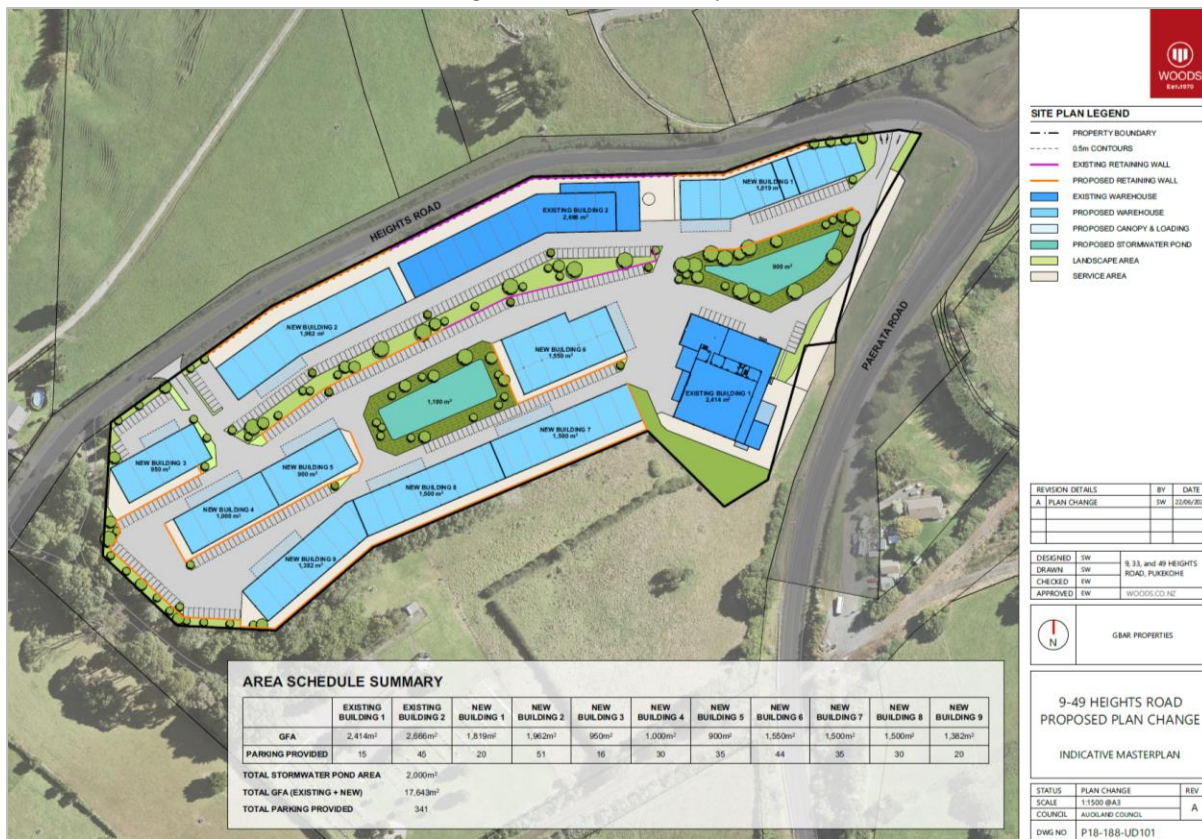 WOODS
Est.1970
SITE PLAN LEGEND
PROPERTY BOUNDARY
0.5m CONTOURS
EXISTING RETAINING WALL
PROPOSED RETAINING WALL
EXISTING WAREHOUSE
PROPOSED WAREHOUSE
PROPOSED CANOPY & LOADING
PROPOSED STORMWATER POND
LANDSCAPE AREA
SERVICE AREA
HEIGHTS ROAD
PAERATA ROAD
NEW BUILDING 1
1,819 m²
EXISTING BUILDING 2
NEW BUILDING 2
1,962 m²
900 m²
NEW BUILDING 6
1,550 m²
EXISTING BUILDING 1
2,414 m²
1,100 m²
NEW BUILDING 7
1,500 m²
NEW BUILDING 3
950 m²
NEW BUILDING 5
900 m²
NEW BUILDING 8
1,500 m²
NEW BUILDING 4
1,000 m²
NEW BUILDING 9
1,382 m²
REVISION DETAILS BY DATE
A PLAN CHANGE SW
DESIGNED SW
DRAWN SW
CHECKED EW
APPROVED EW
9, 33, and 49 HEIGHTS
ROAD, PUKEKOHE
WOODS.CO.NZ
N
GBAR PROPERTIES
9-49 HEIGHTS ROAD
PROPOSED PLAN CHANGE
INDICATIVE MASTERPLAN
STATUS PLAN CHANGE REV
SCALE 1:1500 @A3 A
COUNCIL AUCKLAND COUNCIL
DWG NO P18-188-UD101
AREA SCHEDULE SUMMARY
EXISTING BUILDING 1 EXISTING BUILDING 2 NEW BUILDING 1 NEW BUILDING 2 NEW BUILDING 3 NEW BUILDING 4 NEW BUILDING 5 NEW BUILDING 6 NEW BUILDING 7 NEW BUILDING 8 NEW BUILDING 9
GFA 2,414m² 2,666m² 1,819m² 1,962m² 950m² 1,000m² 900m² 1,550m² 1,500m² 1,500m² 1,382m²
PARKING PROVIDED 15 45 20 51 16 30 35 44 35 30 20
TOTAL STORMWATER POND AREA 2,000m²
TOTAL GFA (EXISTING + NEW) 17,643m²
TOTAL PARKING PROVIDED 341